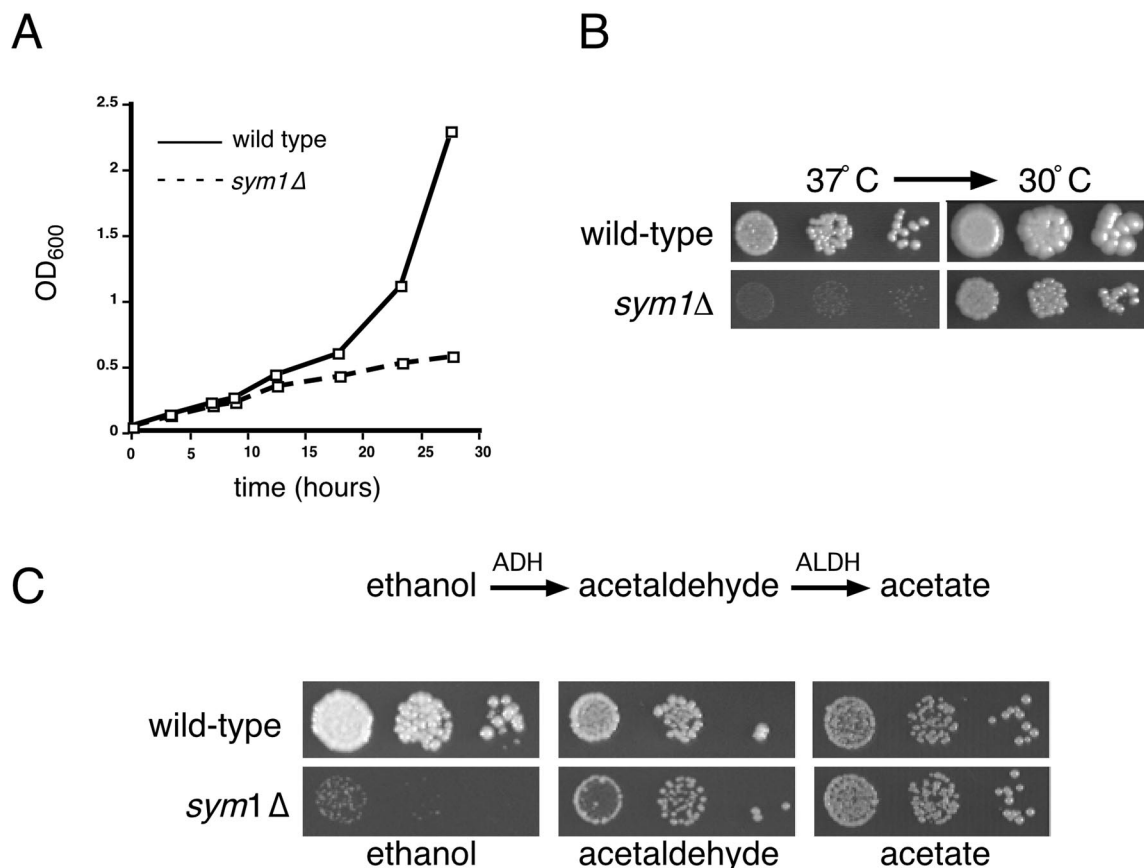 A
2.5
2
1.5
1
0.5
0
OD600
wild type
sym1Δ
0 5 10 15 20 25 30
time (hours)
B
37°C 30°C
wild-type
sym1Δ
C
ADH ALDH
ethanol acetaldehyde acetate
wild-type
sym1Δ
ethanol acetaldehyde acetate